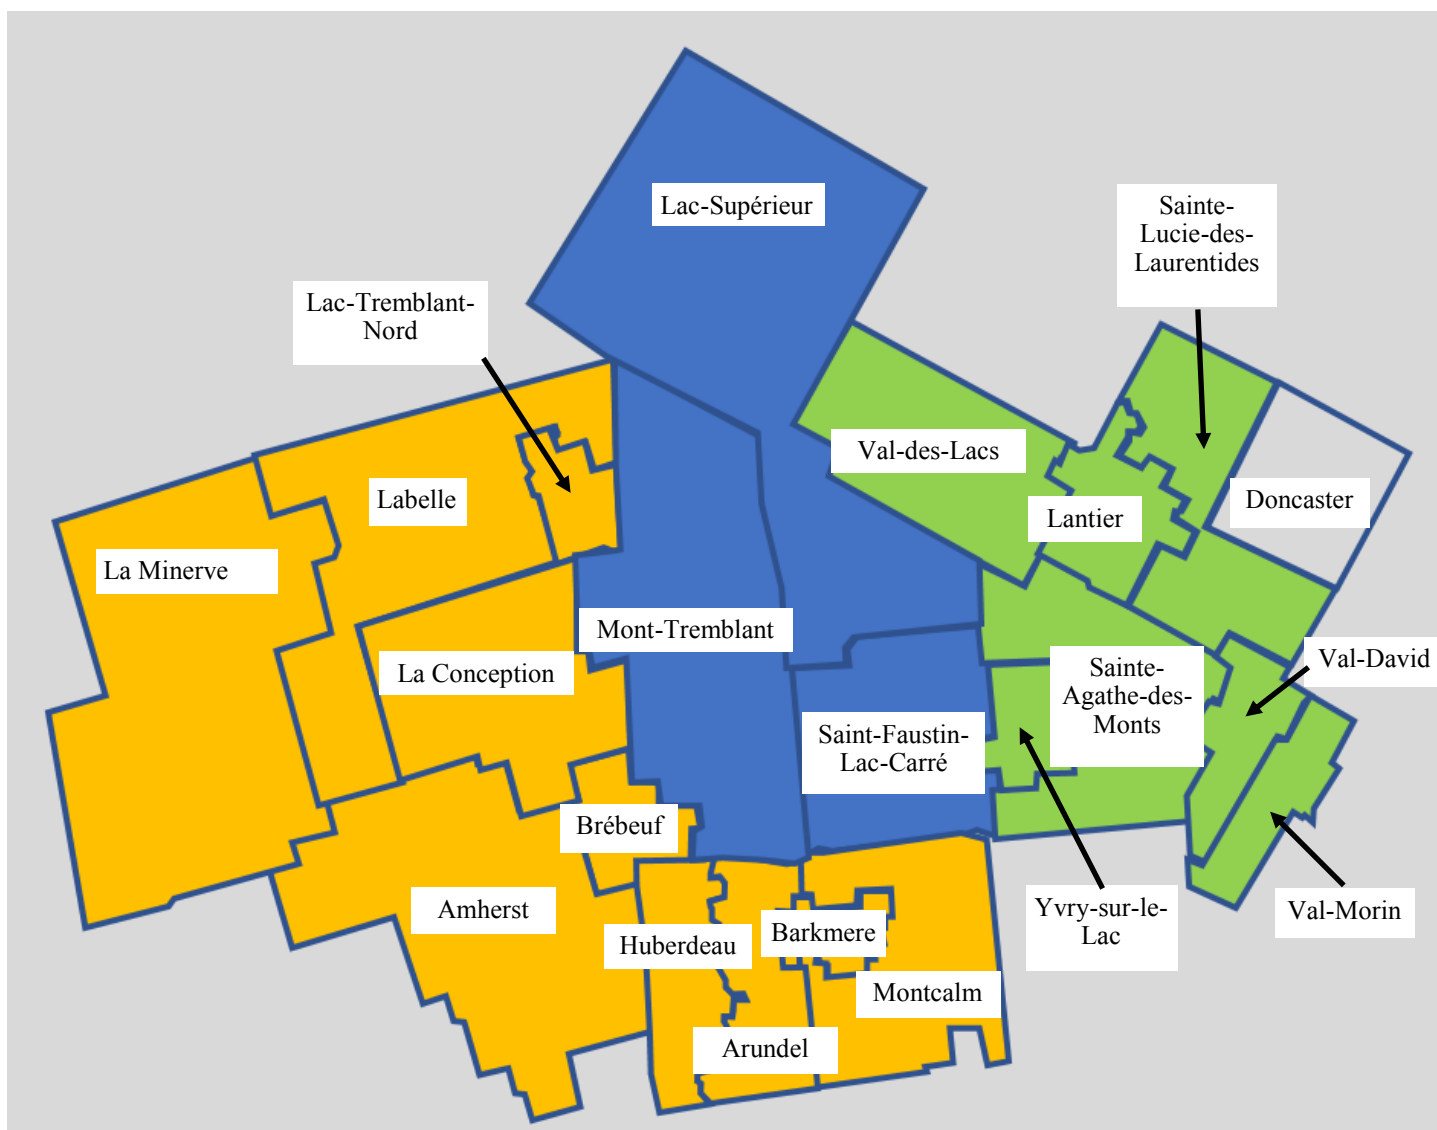 Lac-Supérieur
Sainte-
Lucie-des-
Laurentides
Lac-Tremblant-
Nord
Val-des-Lacs
Labelle
Doncaster
Lantier
La Minerve
Mont-Tremblant
Val-David
La Conception
Sainte-
Agathe-des-
Monts
Saint-Faustin-
Lac-Carré
Brébeuf
Amherst
Yvry-sur-le-
Lac
Val-Morin
Barkmere
Huberdeau
Montcalm
Arundel